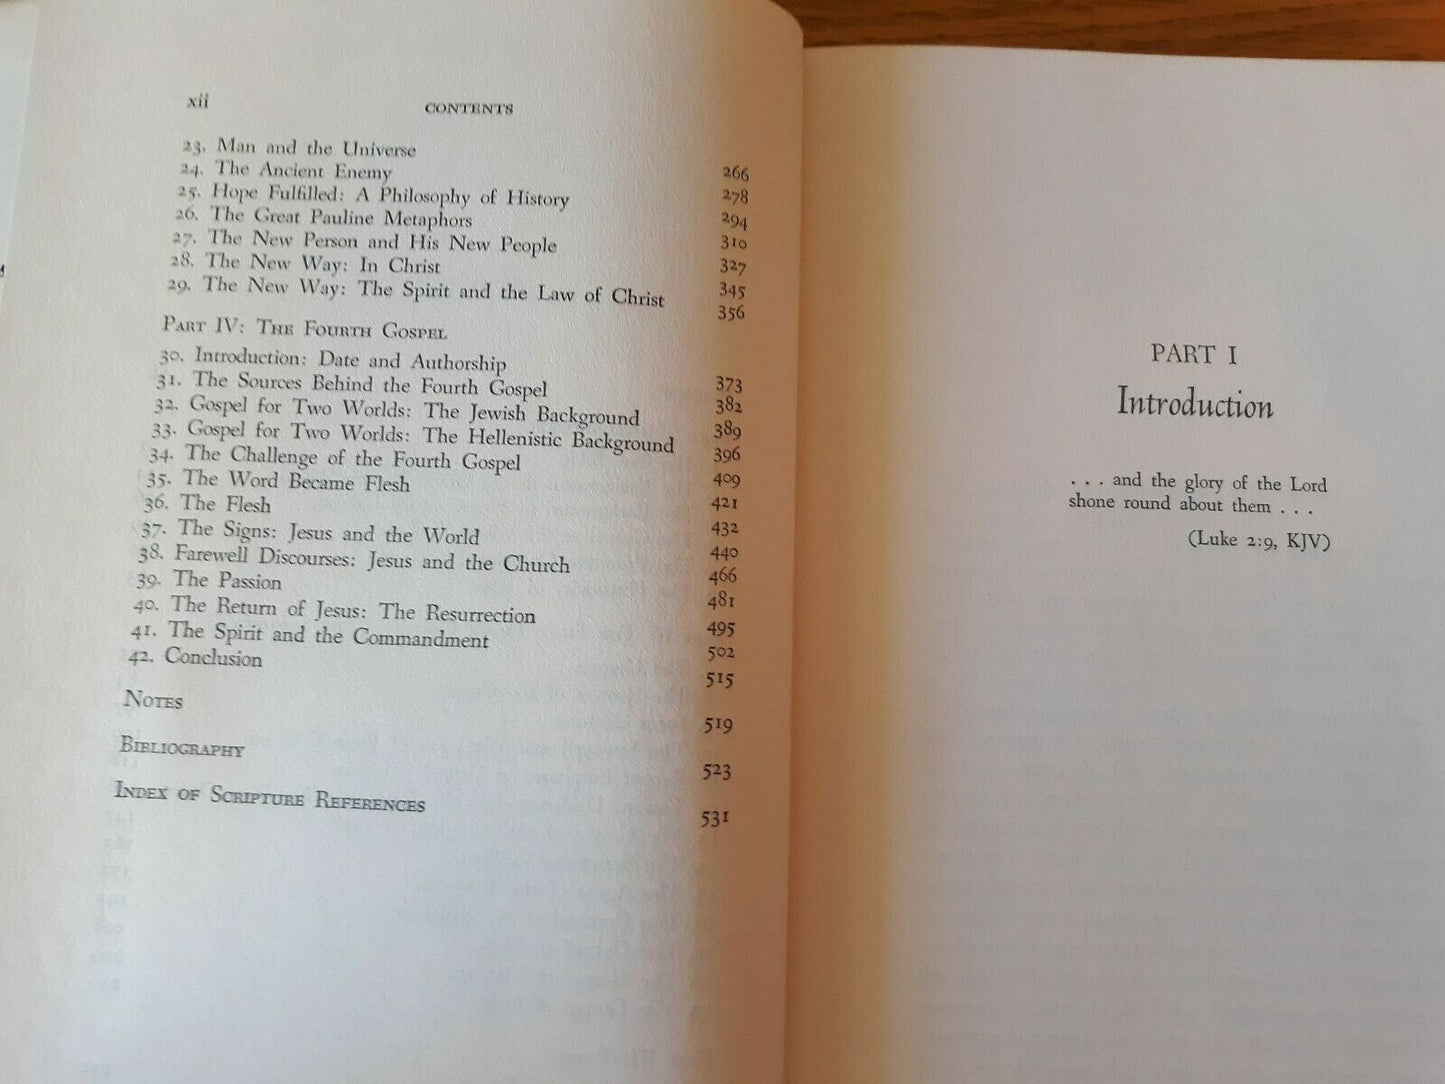 xii CONTENTS
23. Man and the Universe 266
24. The Ancient Enemy 278
25. Hope Fulfilled: A Philosophy of History 294
26. The Great Pauline Metaphors 310
27. The New Person and His New People 327
28. The New Way: In Christ 345
29. The New Way: The Spirit and the Law of Christ 356
PART IV: THE FOURTH GOSPEL
30. Introduction: Date and Authorship 373
31. The Sources Behind the Fourth Gospel 382
32. Gospel for Two Worlds: The Jewish Background 389
33. Gospel for Two Worlds: The Hellenistic Background 396
34. The Challenge of the Fourth Gospel 409
35. The Word Became Flesh 421
36. The Flesh 432
37. The Signs: Jesus and the World 440
38. Farewell Discourses: Jesus and the Church 466
39. The Passion 481
40. The Return of Jesus: The Resurrection 495
41. The Spirit and the Commandment 502
42. Conclusion 515
NOTES 519
BIBLIOGRAPHY 523
INDEX OF SCRIPTURE REFERENCES 531
PART I
Introduction
. . . and the glory of the Lord
shone round about them . . .
(Luke 2:9, KJV)